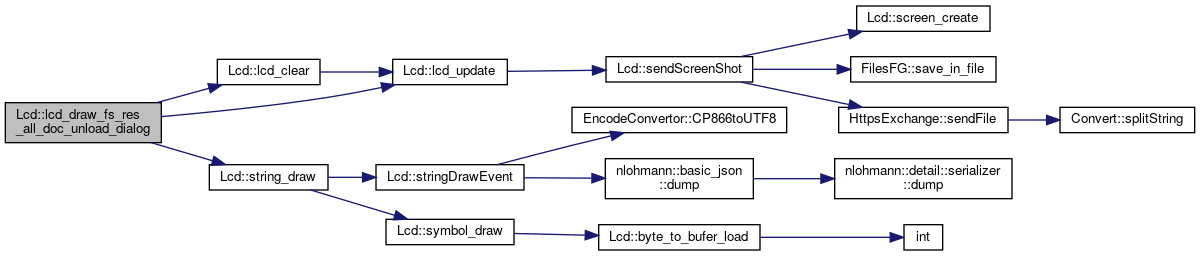 Lcd::lcd_draw_fs_res
_all_doc_unload_dialog
Lcd::lcd_clear
Lcd::lcd_update
Lcd::string_draw
Lcd::sendScreenShot
Lcd::screen_create
FilesFG::save_in_file
HttpsExchange::sendFile
Convert::splitString
Lcd::stringDrawEvent
EncodeConvertor::CP866toUTF8
nlohmann::basic_json
::dump
nlohmann::detail::serializer
::dump
Lcd::symbol_draw
Lcd::byte_to_bufer_load
int